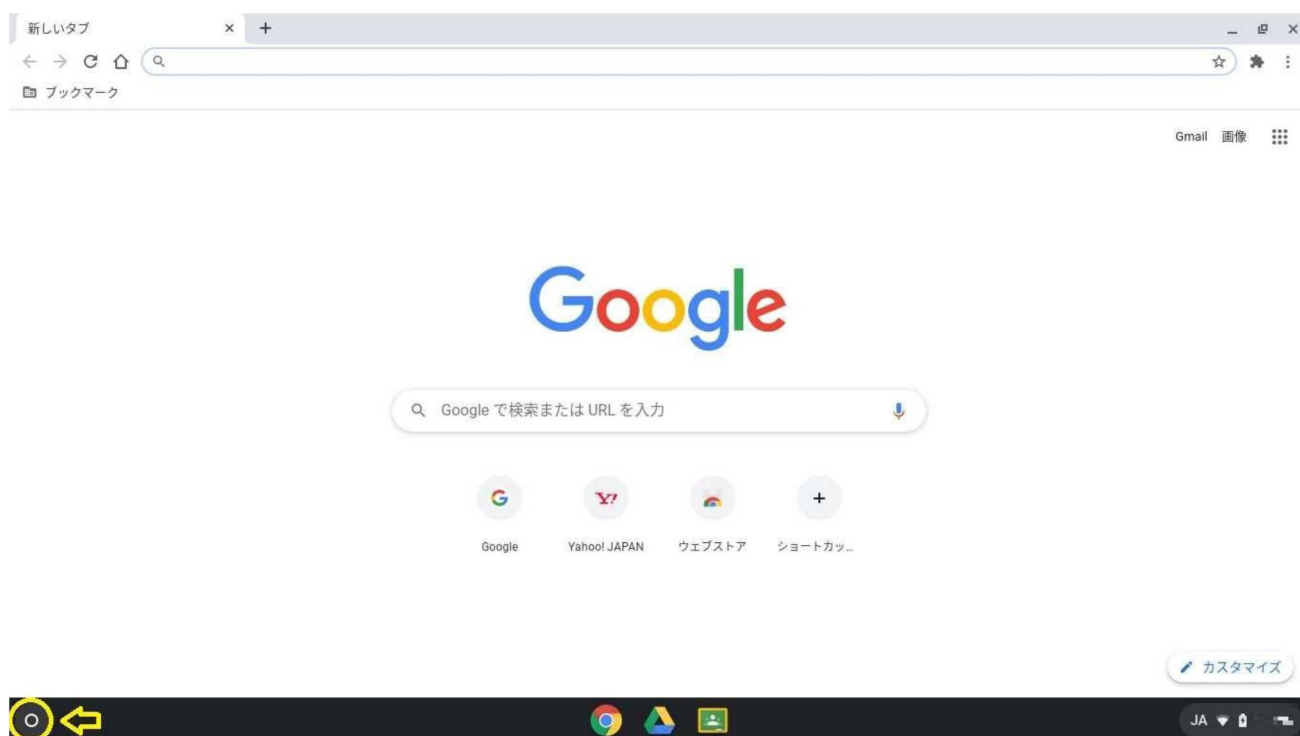 新しいタブ
ブックマーク
Gmail 画像
Google
Google で検索または URL を入力
Google Yahoo! JAPAN ウェブストア ショートカッ...
カスタマイズ
JA